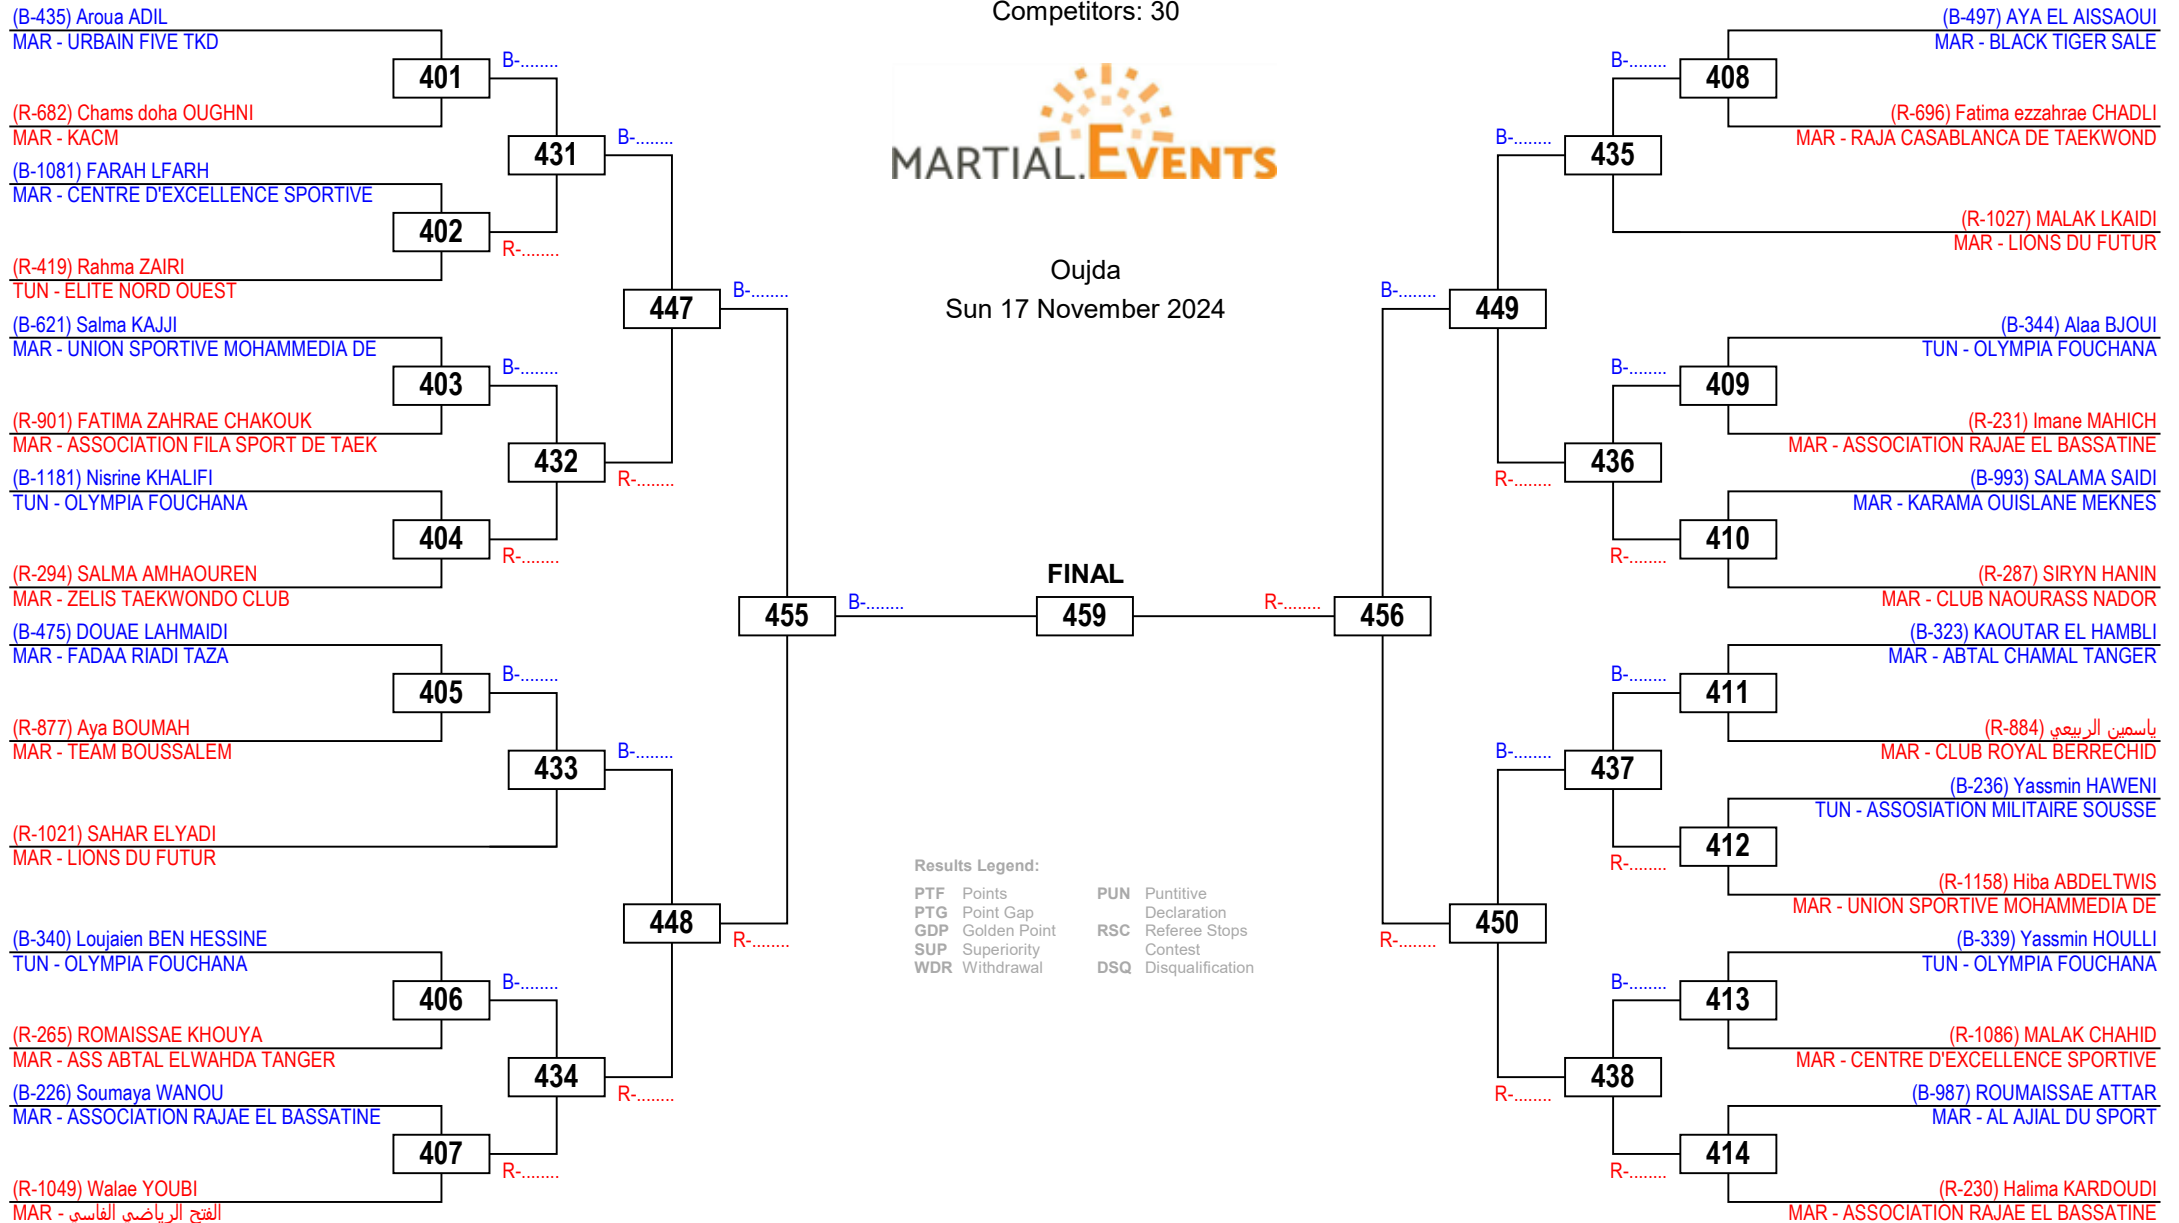 Competitors: 30
MARTIAL.EVENTS
Oujda
Sun 17 November 2024
(B-435) Aroua ADIL
MAR - URBAIN FIVE TKD
401
B-........
(R-682) Chams doha OUGHNI
MAR - KACM
431
B-........
(B-1081) FARAH LFARH
MAR - CENTRE D'EXCELLENCE SPORTIVE
402
R-........
(R-419) Rahma ZAIRI
TUN - ELITE NORD OUEST
447
B-........
(B-621) Salma KAJJI
MAR - UNION SPORTIVE MOHAMMEDIA DE
403
B-........
(R-901) FATIMA ZAHRAE CHAKOUK
MAR - ASSOCIATION FILA SPORT DE TAEK
432
R-........
(B-1181) Nisrine KHALIFI
TUN - OLYMPIA FOUCHANA
404
R-........
(R-294) SALMA AMHAOUREN
MAR - ZELIS TAEKWONDO CLUB
455
B-........
(B-475) DOUAE LAHMAIDI
MAR - FADAA RIADI TAZA
405
B-........
(R-877) Aya BOUMAH
MAR - TEAM BOUSSALEM
433
B-........
(R-1021) SAHAR ELYADI
MAR - LIONS DU FUTUR
448
R-........
(B-340) Loujaien BEN HESSINE
TUN - OLYMPIA FOUCHANA
406
B-........
(R-265) ROMAISSAE KHOUYA
MAR - ASS ABTAL ELWAHDA TANGER
434
R-........
(B-226) Soumaya WANOU
MAR - ASSOCIATION RAJAE EL BASSATINE
407
R-........
(R-1049) Walae YOUBI
MAR - الفتح الرياضي الفاسي
FINAL
459
(B-497) AYA EL AISSAOUI
MAR - BLACK TIGER SALE
B-........
408
(R-696) Fatima ezzahrae CHADLI
MAR - RAJA CASABLANCA DE TAEKWOND
B-........
435
(R-1027) MALAK LKAIDI
MAR - LIONS DU FUTUR
B-........
449
(B-344) Alaa BJOUI
TUN - OLYMPIA FOUCHANA
B-........
409
(R-231) Imane MAHICH
MAR - ASSOCIATION RAJAE EL BASSATINE
436
R-........
(B-993) SALAMA SAIDI
MAR - KARAMA OUISLANE MEKNES
410
R-........
(R-287) SIRYN HANIN
MAR - CLUB NAOURASS NADOR
R-........
456
(B-323) KAOUTAR EL HAMBLI
MAR - ABTAL CHAMAL TANGER
B-........
411
(R-884) ياسمين الربيعي
MAR - CLUB ROYAL BERRECHID
B-........
437
(B-236) Yassmin HAWENI
TUN - ASSOSIATION MILITAIRE SOUSSE
412
R-........
(R-1158) Hiba ABDELTWIS
MAR - UNION SPORTIVE MOHAMMEDIA DE
450
R-........
(B-339) Yassmin HOULLI
TUN - OLYMPIA FOUCHANA
B-........
413
(R-1086) MALAK CHAHID
MAR - CENTRE D'EXCELLENCE SPORTIVE
438
R-........
(B-987) ROUMAISSAE ATTAR
MAR - AL AJIAL DU SPORT
414
R-........
(R-230) Halima KARDOUDI
MAR - ASSOCIATION RAJAE EL BASSATINE
Results Legend:
PTF Points
PTG Point Gap
GDP Golden Point
SUP Superiority
WDR Withdrawal
PUN Puntitive
Declaration
RSC Referee Stops
Contest
DSQ Disqualification